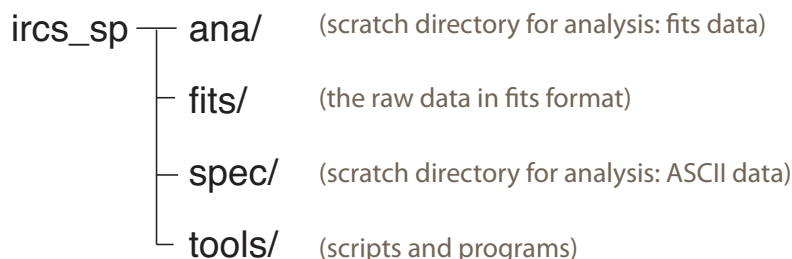 ircs_sp ana/ (scratch directory for analysis: fits data)
fits/ (the raw data in fits format)
spec/ (scratch directory for analysis: ASCII data)
tools/ (scripts and programs)